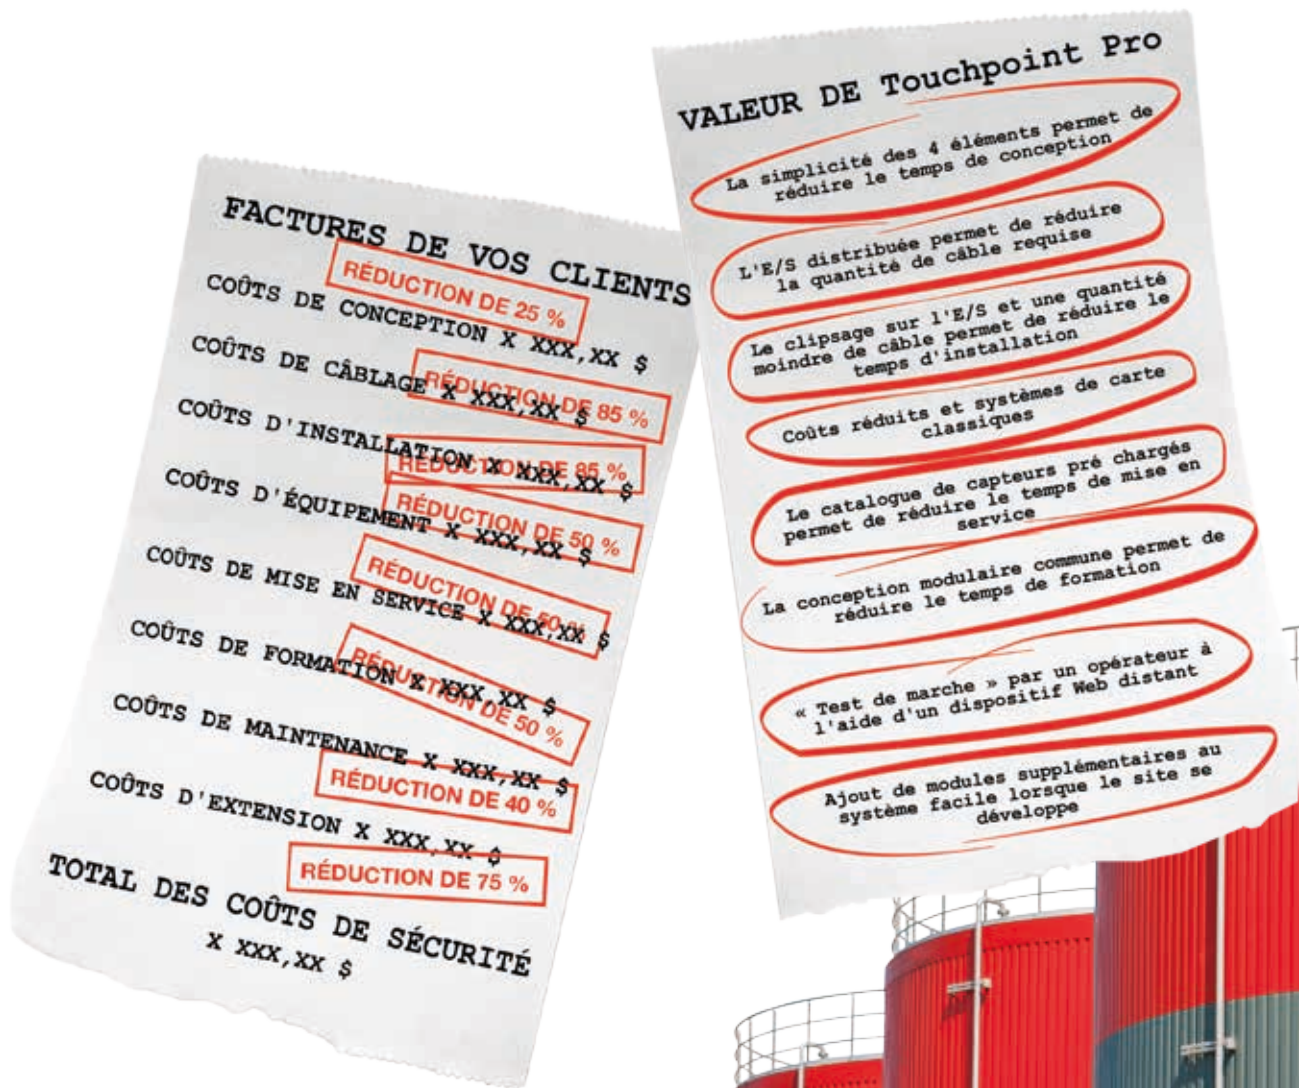 FACTURES DE VOS CLIENTS
RÉDUCTION DE 25 %
COÛTS DE CONCEPTION X XXX,XX $
RÉDUCTION DE 85 %
COÛTS DE CÂBLAGE X XXX,XX $
RÉDUCTION DE 85 %
COÛTS D'INSTALLATION X XXX,XX $
RÉDUCTION DE 50 %
COÛTS D'ÉQUIPEMENT X XXX,XX $
RÉDUCTION DE 50 %
COÛTS DE MISE EN SERVICE X XXX,XX $
RÉDUCTION DE 50 %
COÛTS DE FORMATION X XXX,XX $
COÛTS DE MAINTENANCE X XXX,XX $
RÉDUCTION DE 40 %
COÛTS D'EXTENSION X XXX,XX $
RÉDUCTION DE 75 %
TOTAL DES COÛTS DE SÉCURITÉ
X XXX,XX $
VALEUR DE Touchpoint Pro
La simplicité des 4 éléments permet de
réduire le temps de conception
L'E/S distribuée permet de réduire
la quantité de câble requise
Le clipsage sur l'E/S et une quantité
moindre de câble permet de réduire le
temps d'installation
Coûts réduits et systèmes de carte
classiques
Le catalogue de capteurs pré chargés
permet de réduire le temps de mise en
service
La conception modulaire commune permet de
réduire le temps de formation
« Test de marche » par un opérateur à
l'aide d'un dispositif Web distant
Ajout de modules supplémentaires au
système facile lorsque le site se
développe